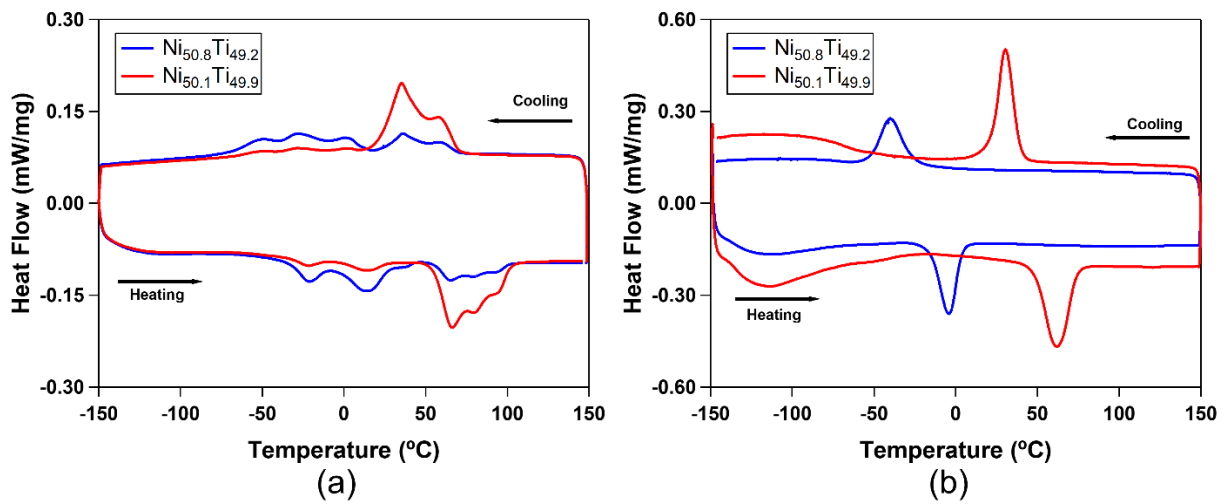 0.30
0.15
0.00
-0.15
-0.30
Heat Flow (mW/mg)
Ni50.8Ti49.2
Ni50.1Ti49.9
Cooling
Heating
-150
-100
-50
0
50
100
150
Temperature (ºC)
(a)
0.60
0.30
0.00
-0.30
-0.60
Heat Flow (mW/mg)
Ni50.8Ti49.2
Ni50.1Ti49.9
Cooling
Heating
-150
-100
-50
0
50
100
150
Temperature (ºC)
(b)